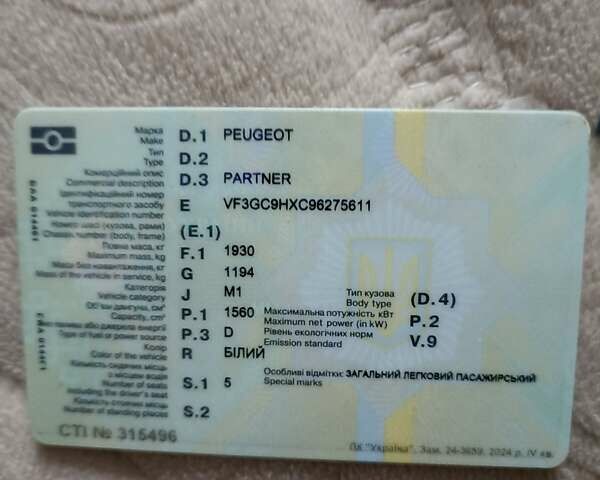 Марка
Make D.1 PEUGEOT
Тип
Type D.2
Комерційний опис
Commercial description D.3 PARTNER
Ідентифікаційний номер
транспортного засобу
Vehicle identification number E VF3GC9HXC96275611
Номер шасі (кузова, рами)
Chassis number (body, frame) (E.1)
Повна маса, кг
Maximum mass, kg F.1 1930
Маса без навантаження, кг
Mass of the vehicle in service, kg G 1194
Категорія
Vehicle category J M1
Тип кузова
Body type (D.4)
Об'єм двигуна, см³
Capacity, cm³ P.1 1560
Максимальна потужність кВт
Maximum net power (in kW) P.2
Тип палива або джерела енергії
Type of fuel or power source P.3 D
Рівень екологічних норм
Emission standard V.9
Колір
Color of the vehicle R БІЛИЙ
Кількість сидячих місць
з місцем водія
Number of seats
including the driver's seat S.1 5
Особливі відмітки: ЗАГАЛЬНИЙ ЛЕГКОВИЙ ПАСАЖИРСЬКИЙ
Special marks
Кількість стоячих місць
Number of standing places S.2
СТІ № 315496
ПК "Україна", Зам. 24-3659, 2024 р. IV кв.